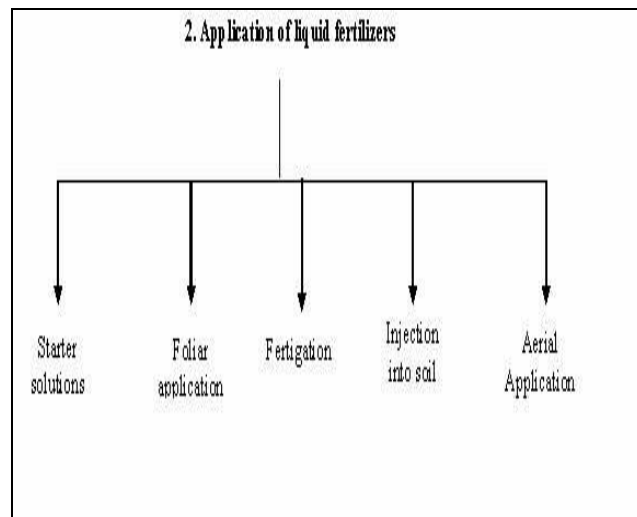 2. Application of liquid fertilizers
Starter
solutions
Foliar
application
Fertigation
Injection
into soil
Aerial
Application